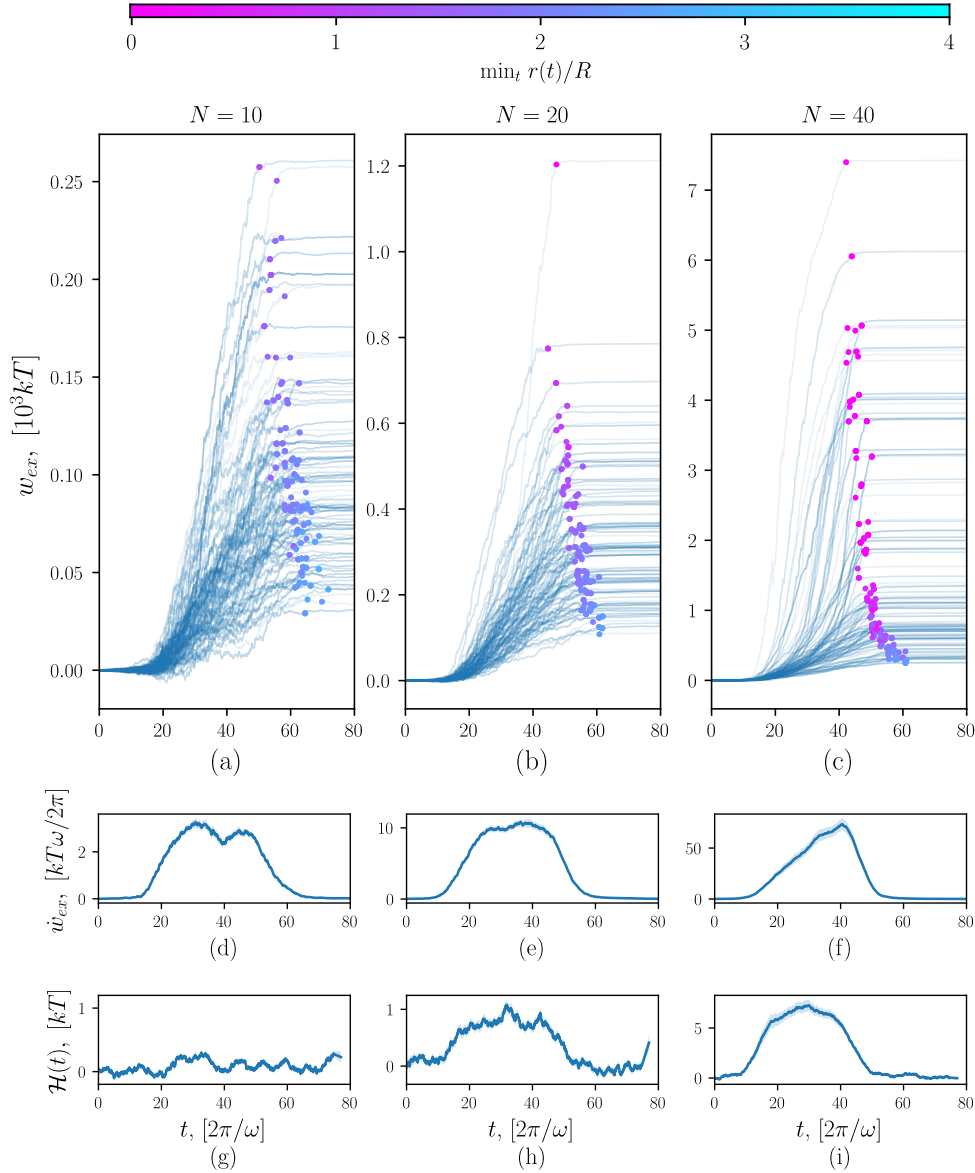 0 1 2 3 4
min_t r(t)/R
N = 10 N = 20 N = 40
w_{ex}, [10^3kT]
0.25
0.20
0.15
0.10
0.05
0.00
0 20 40 60 80
(a)
1.2
1.0
0.8
0.6
0.4
0.2
0.0
0 20 40 60 80
(b)
7
6
5
4
3
2
1
0
0 20 40 60 80
(c)
ẇ_{ex}, [kTω/2π]
2
0
0 20 40 60 80
(d)
10
0
0 20 40 60 80
(e)
50
0
0 20 40 60 80
(f)
ℋ(t), [kT]
1
0
0 20 40 60 80
t, [2π/ω]
(g)
1
0
0 20 40 60 80
t, [2π/ω]
(h)
5
0
0 20 40 60 80
t, [2π/ω]
(i)